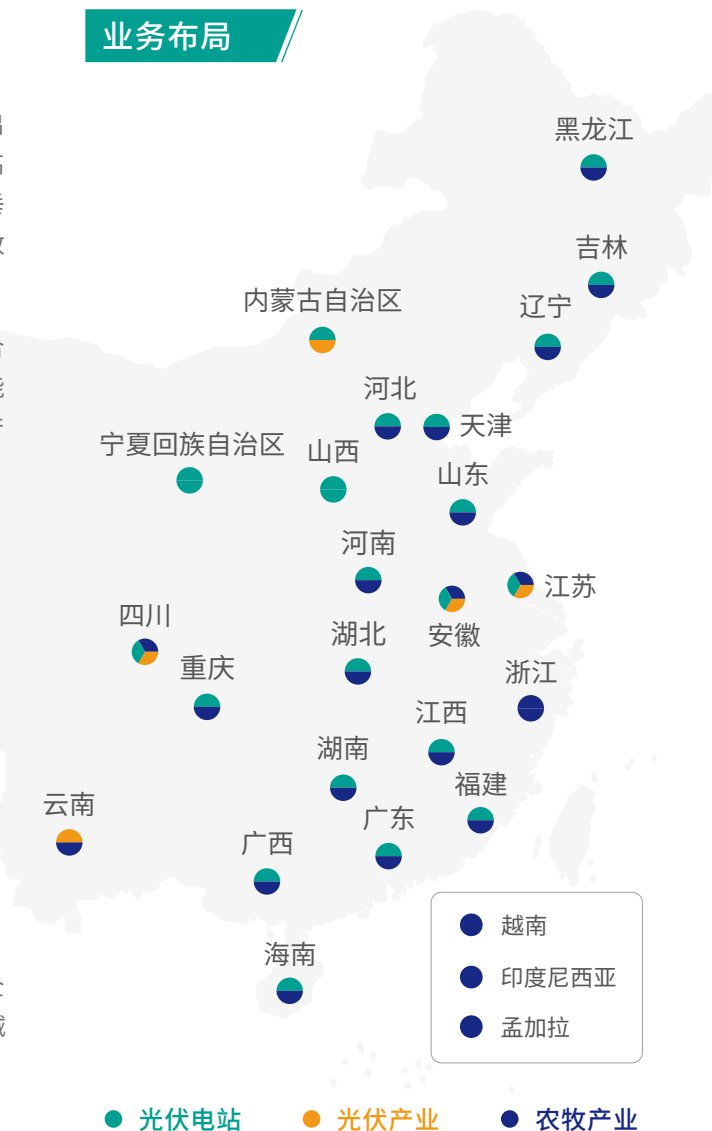 业务布局
黑龙江
吉林
内蒙古自治区
辽宁
河北
天津
宁夏回族自治区
山西
山东
河南
江苏
四川
安徽
湖北
重庆
浙江
江西
湖南
福建
云南
广东
广西
海南
越南
印度尼西亚
孟加拉
光伏电站
光伏产业
农牧产业